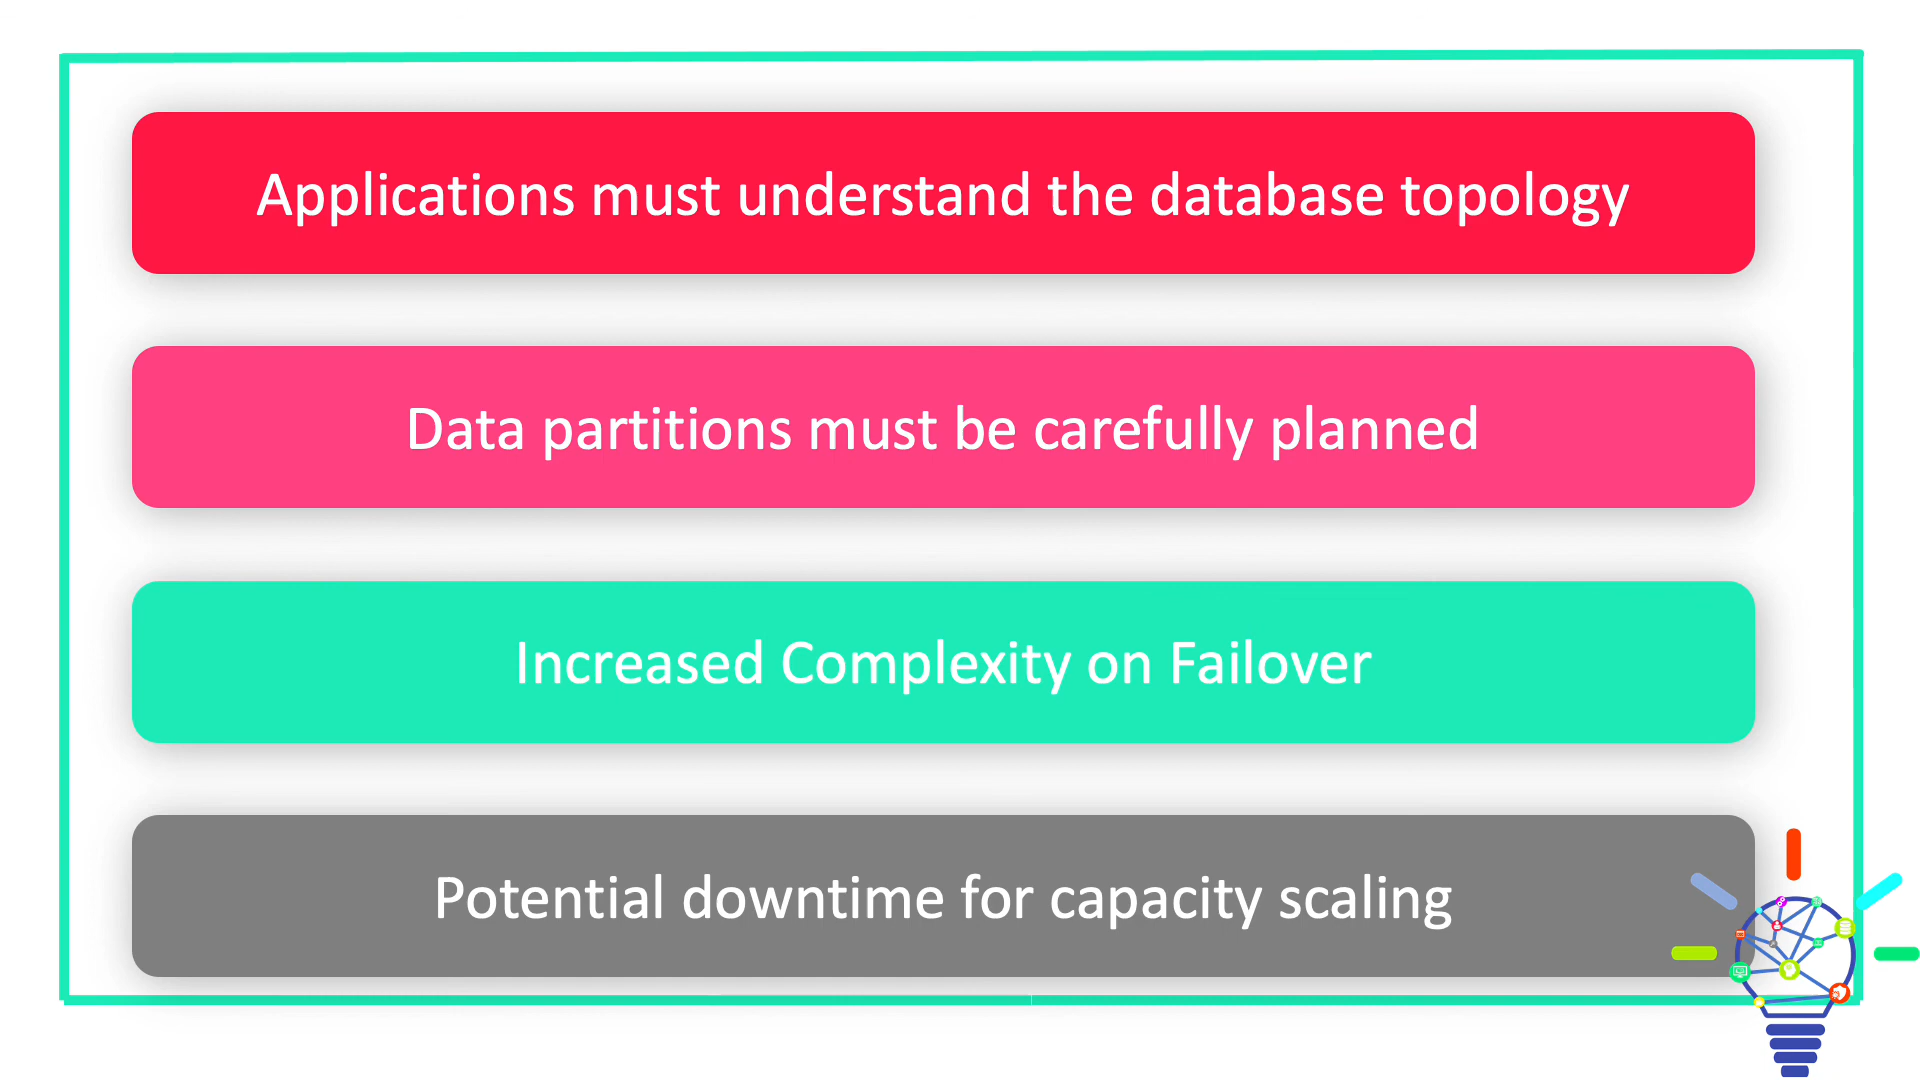 Applications must understand the database topology
Data partitions must be carefully planned
Increased Complexity on Failover
Potential downtime for capacity scaling